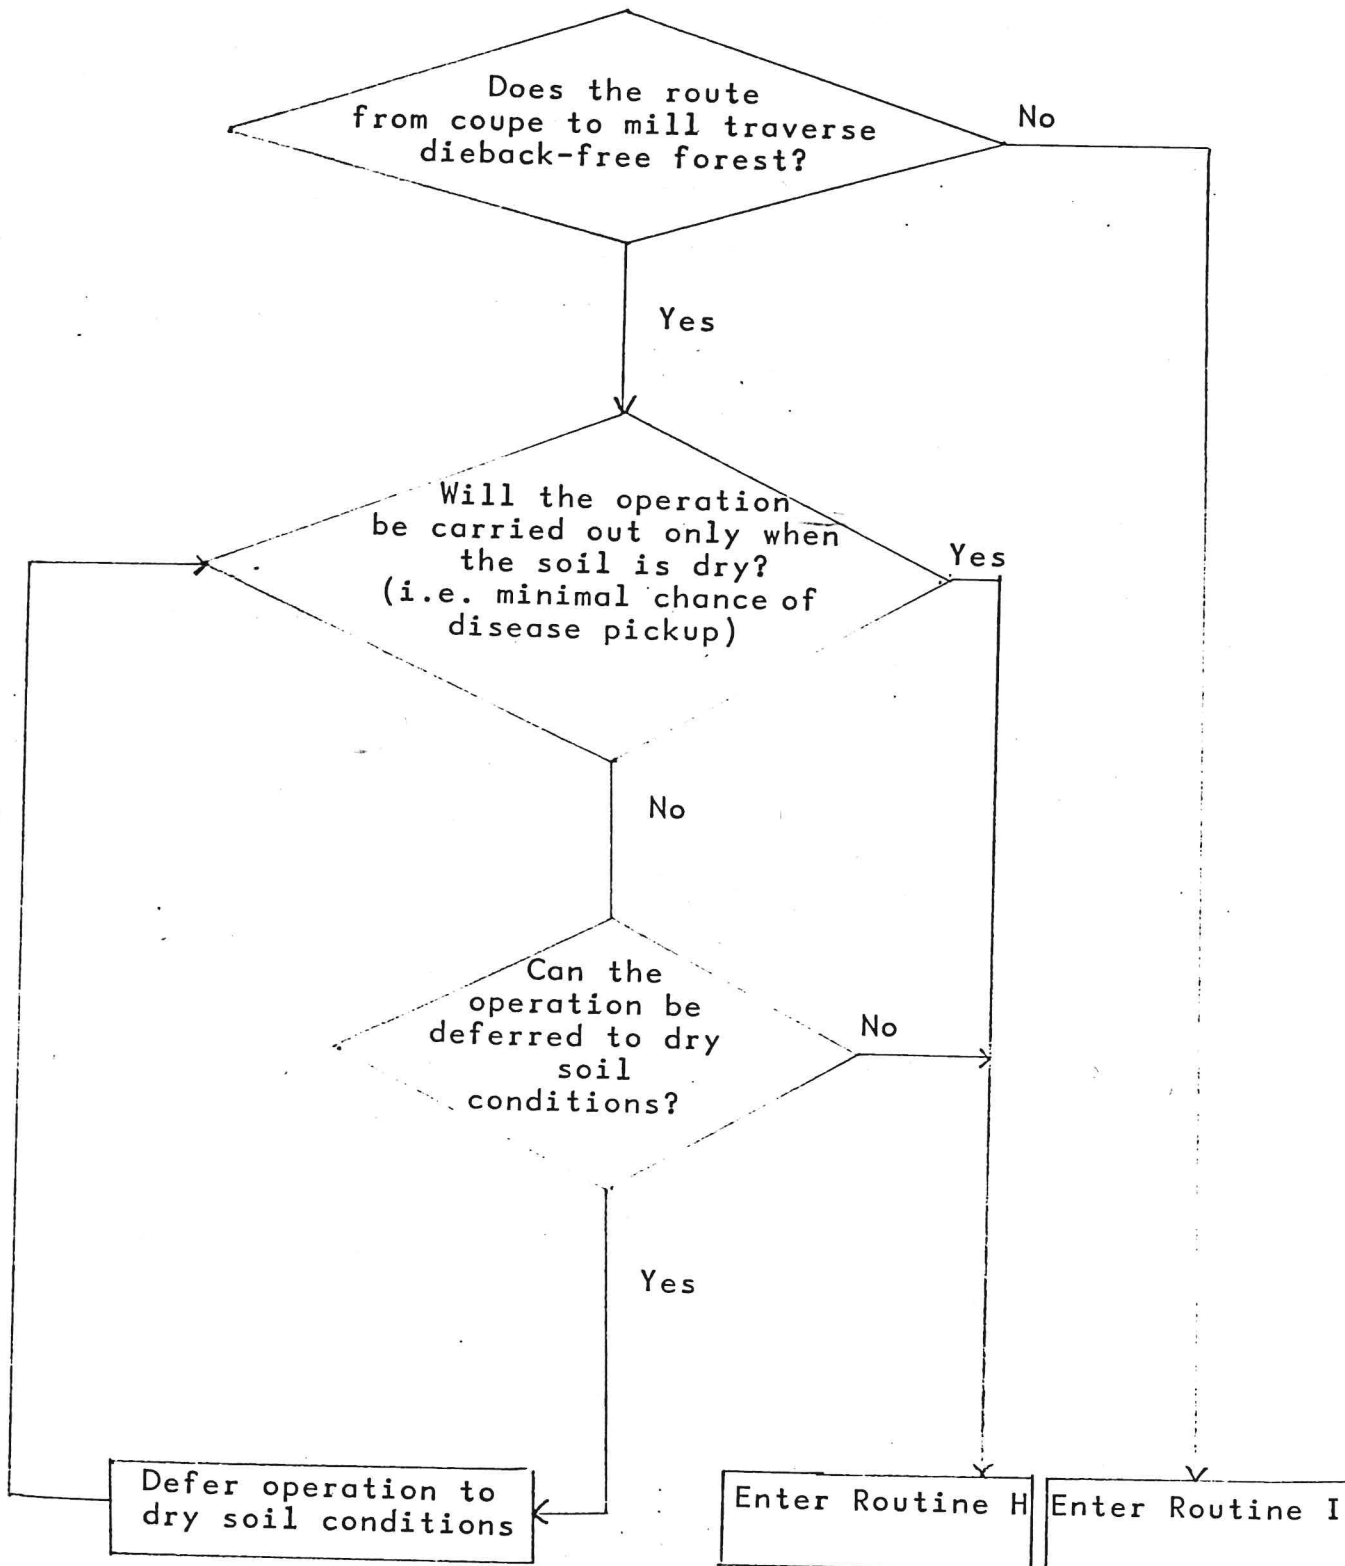 Does the route
from coupe to mill traverse
dieback-free forest?
No
Yes
Will the operation
be carried out only when
the soil is dry?
(i.e. minimal chance of
disease pickup)
Yes
No
Can the
operation be
deferred to dry
soil
conditions?
No
Yes
Defer operation to
dry soil conditions
Enter Routine H
Enter Routine I